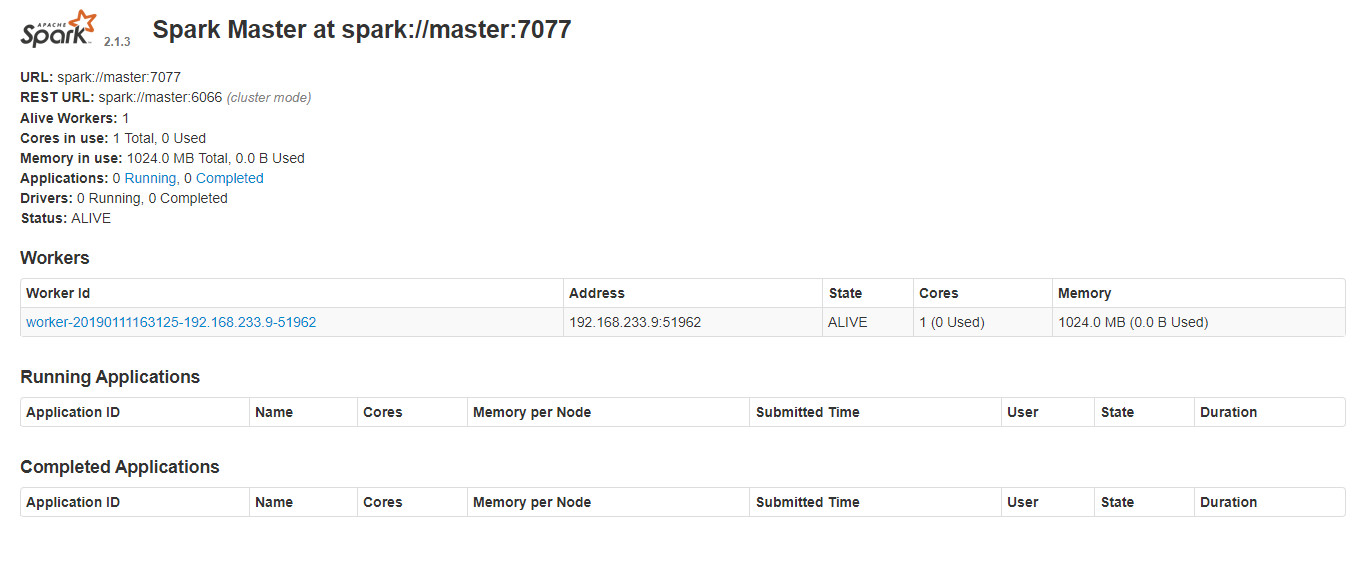 APACHE
Spark 2.1.3 Spark Master at spark://master:7077
URL: spark://master:7077
REST URL: spark://master:6066 (cluster mode)
Alive Workers: 1
Cores in use: 1 Total, 0 Used
Memory in use: 1024.0 MB Total, 0.0 B Used
Applications: 0 Running, 0 Completed
Drivers: 0 Running, 0 Completed
Status: ALIVE
Workers
Worker Id Address State Cores Memory
worker-20190111163125-192.168.233.9-51962 192.168.233.9:51962 ALIVE 1 (0 Used) 1024.0 MB (0.0 B Used)
Running Applications
Application ID Name Cores Memory per Node Submitted Time User State Duration
Completed Applications
Application ID Name Cores Memory per Node Submitted Time User State Duration